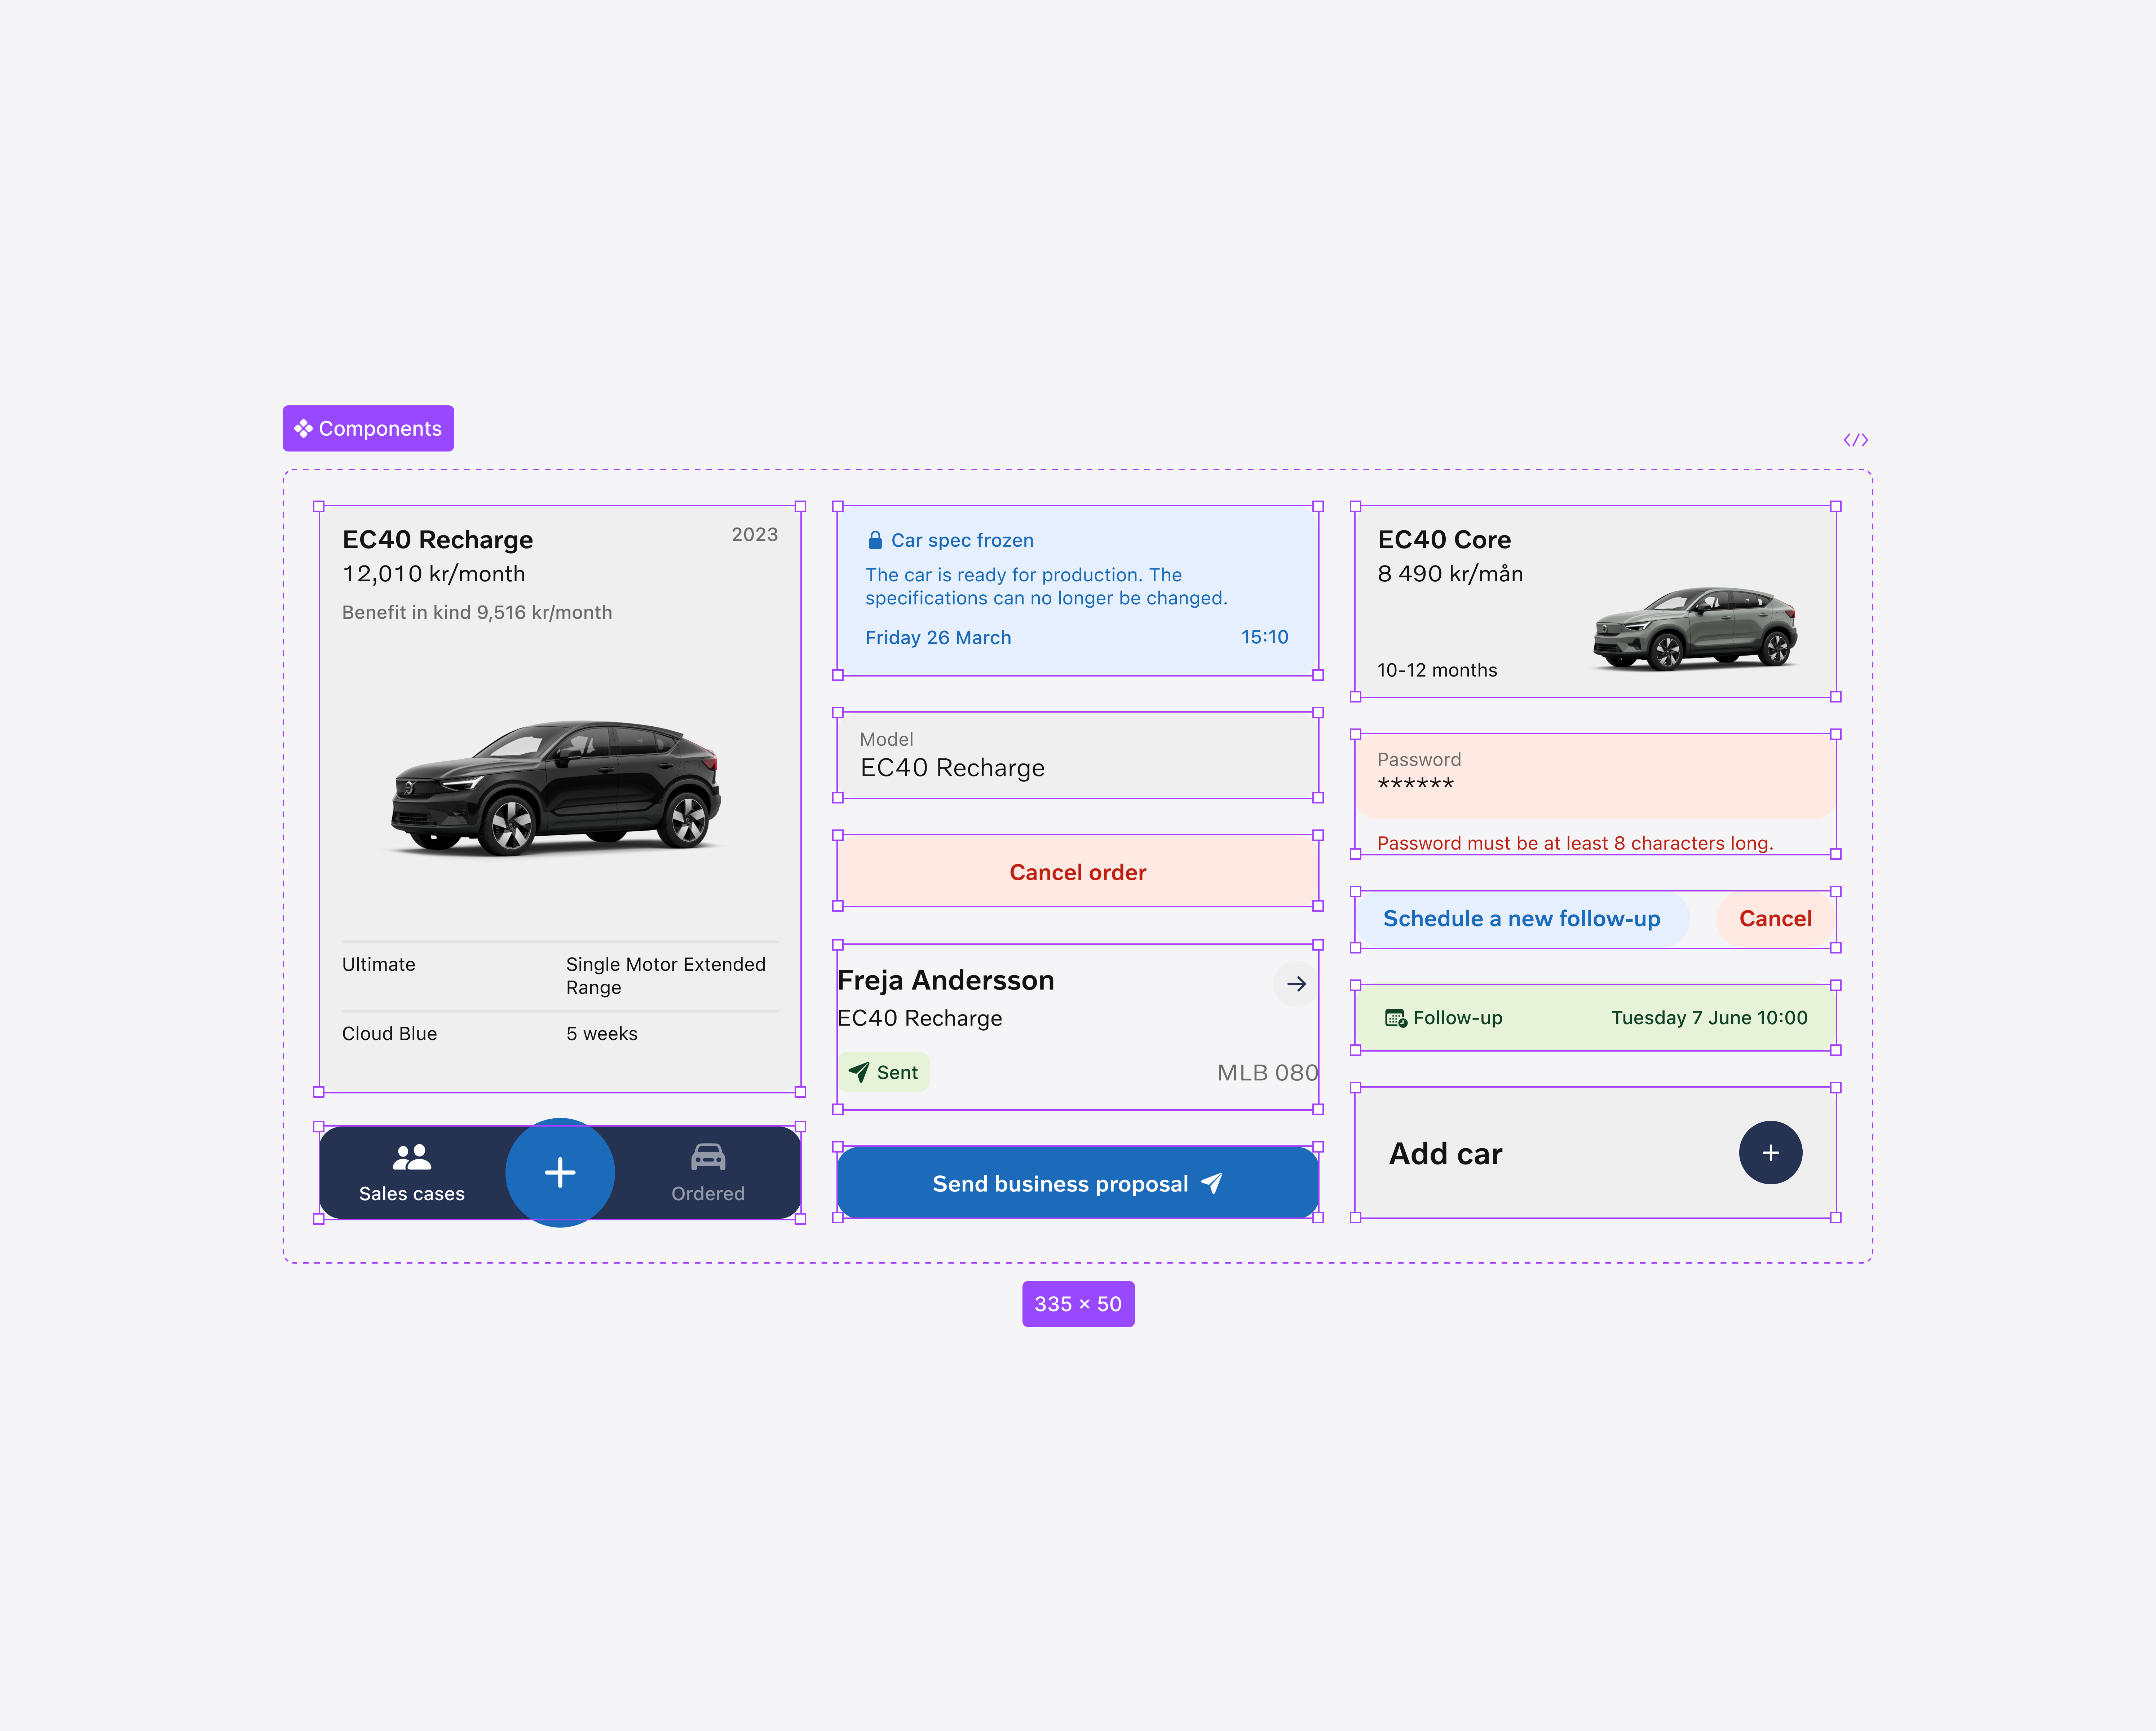 Components
</>
EC40 Recharge
2023
12,010 kr/month
Benefit in kind 9,516 kr/month
Ultimate
Single Motor Extended
Range
Cloud Blue
5 weeks
Sales cases
Ordered
Car spec frozen
The car is ready for production. The
specifications can no longer be changed.
Friday 26 March
15:10
Model
EC40 Recharge
Cancel order
Freja Andersson
EC40 Recharge
Sent
MLB 080
Send business proposal
EC40 Core
8 490 kr/mån
10-12 months
Password
******
Password must be at least 8 characters long.
Schedule a new follow-up
Cancel
Follow-up
Tuesday 7 June 10:00
Add car
335 × 50